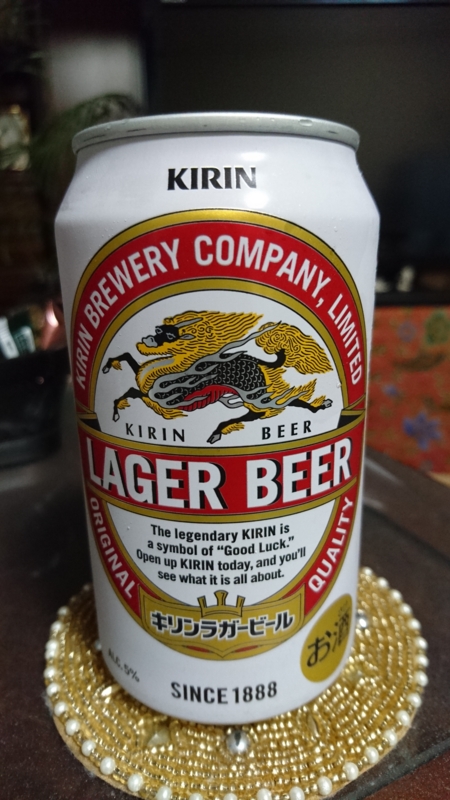 KIRIN
KIRIN BREWERY COMPANY, LIMITED
KIRIN BEER
LAGER BEER
ORIGINAL QUALITY
The legendary KIRIN is
a symbol of “Good Luck.”
Open up KIRIN today, and you'll
see what it is all about.
キリンラガービール
お酒
ALC. 5%
SINCE 1888